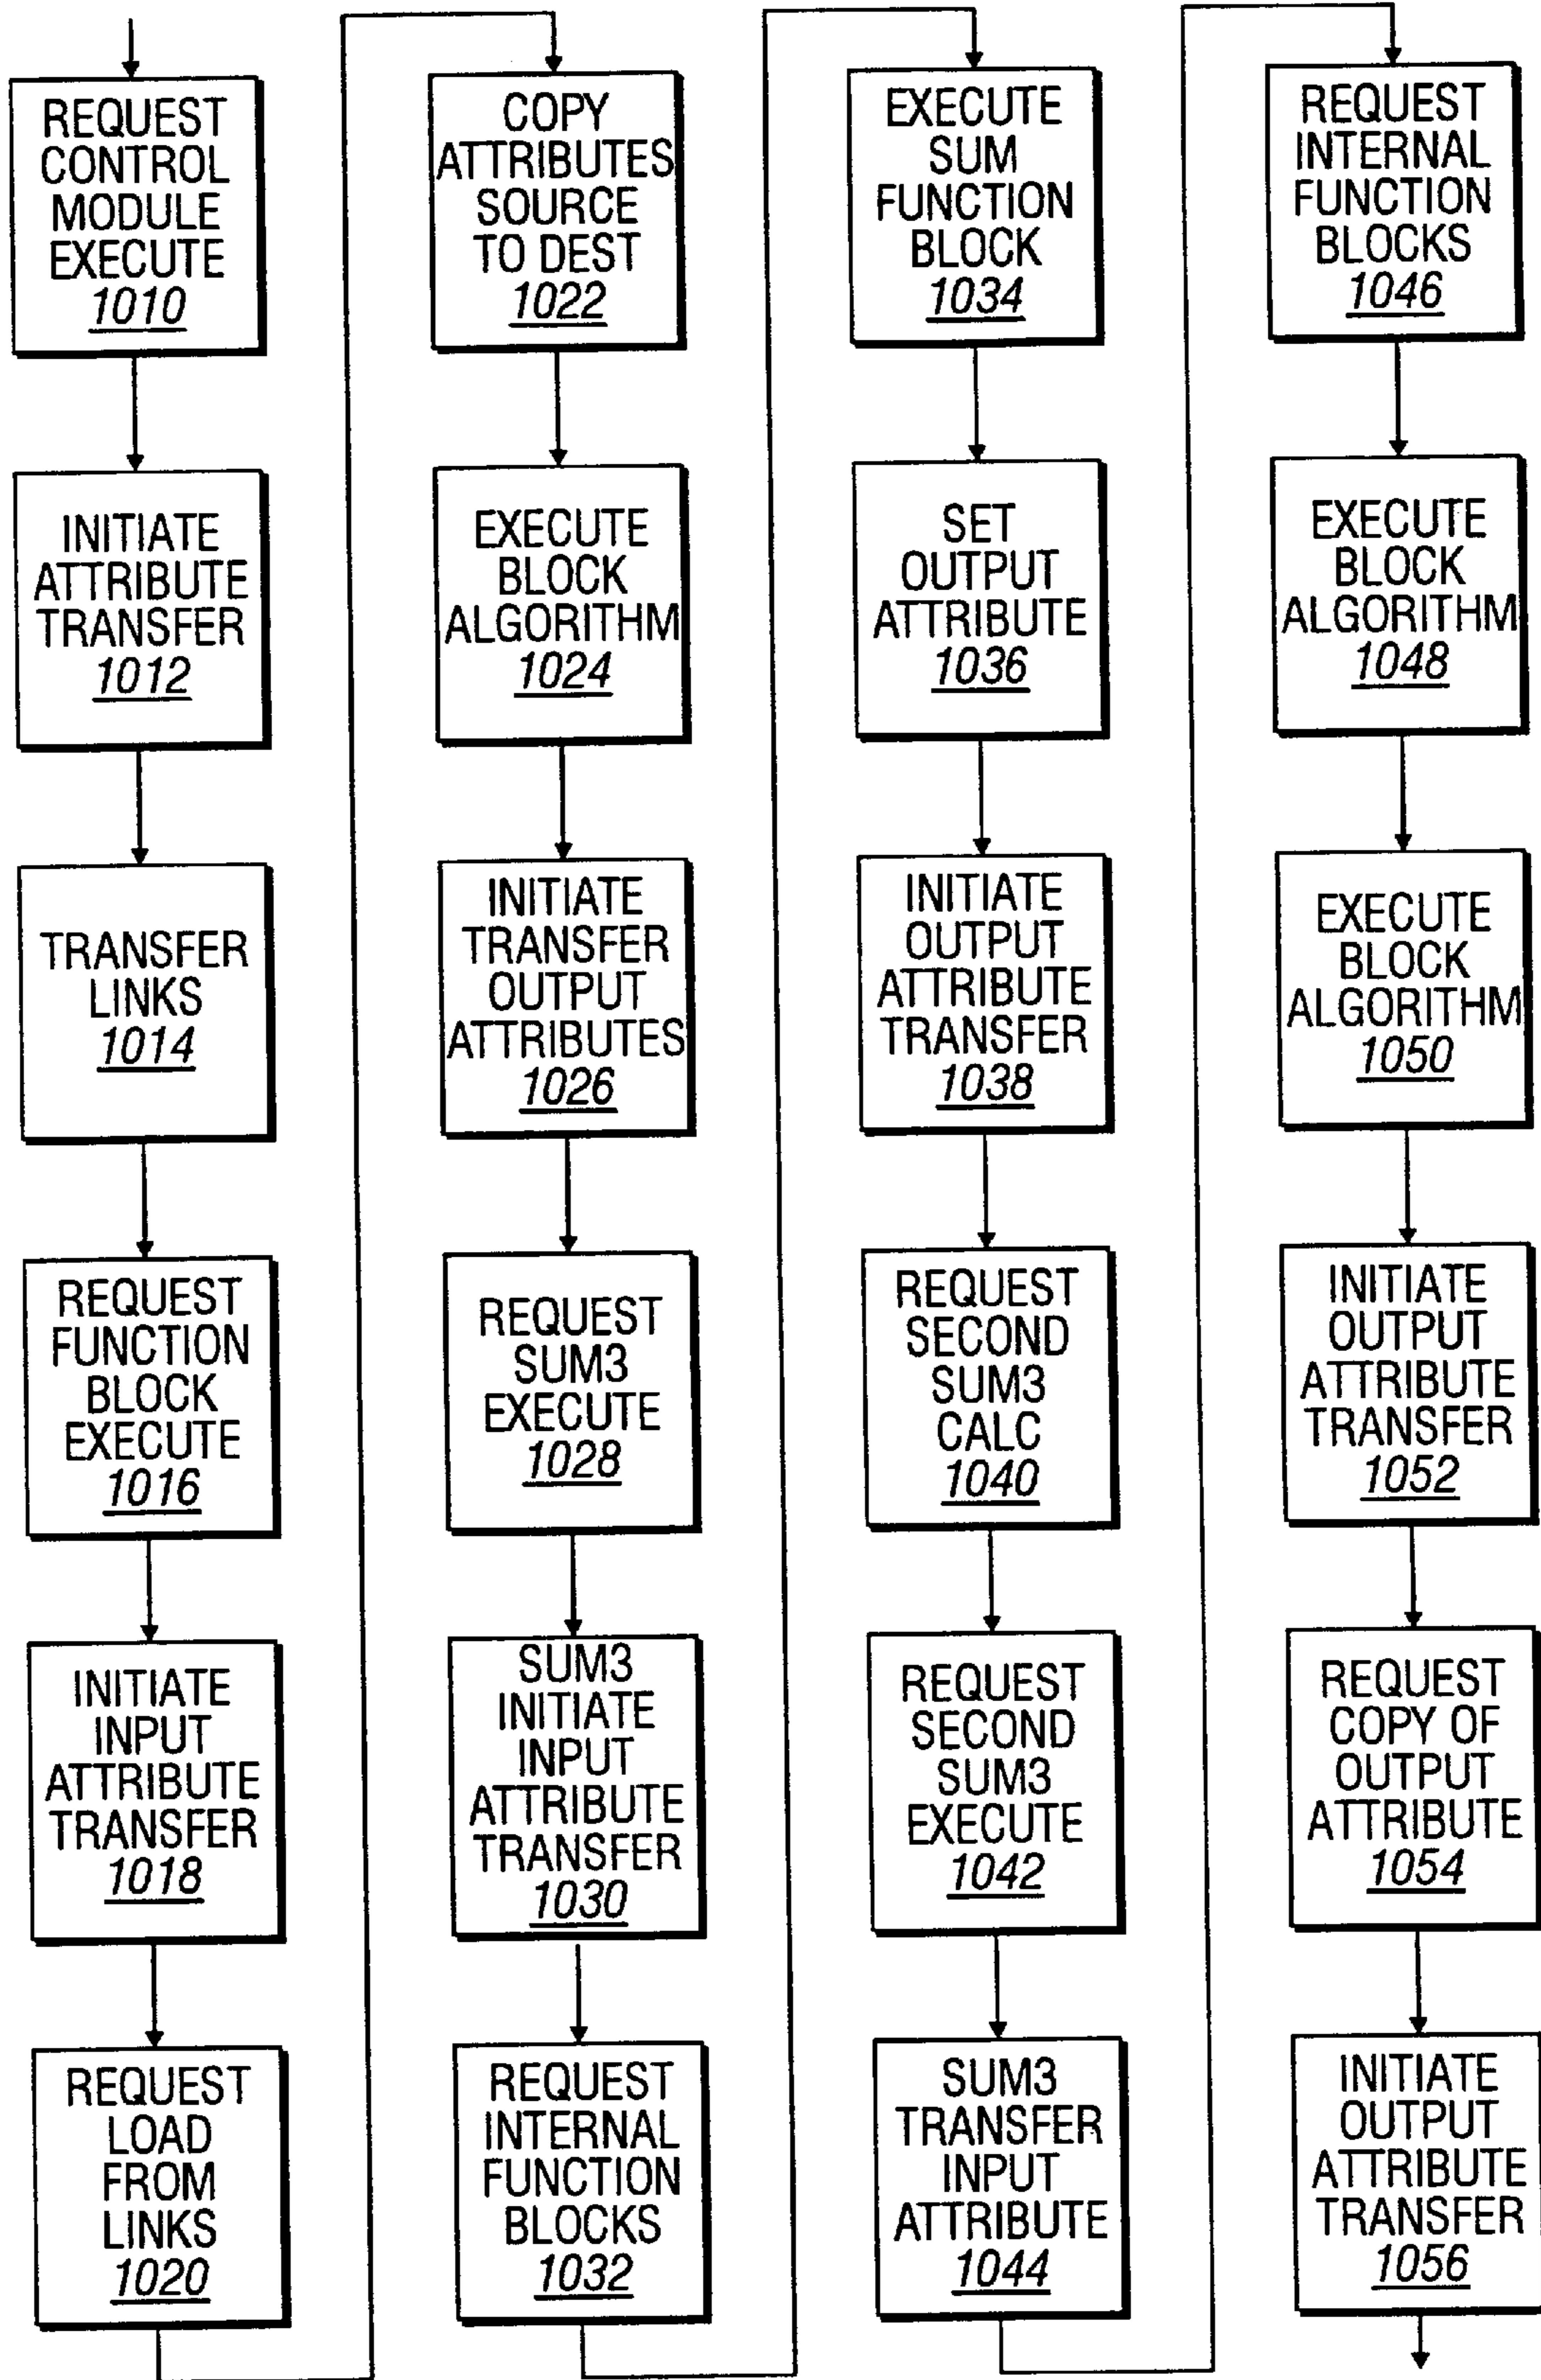 REQUEST
CONTROL
MODULE
EXECUTE
1010
INITIATE
ATTRIBUTE
TRANSFER
1012
TRANSFER
LINKS
1014
REQUEST
FUNCTION
BLOCK
EXECUTE
1016
INITIATE
INPUT
ATTRIBUTE
TRANSFER
1018
REQUEST
LOAD
FROM
LINKS
1020
COPY
ATTRIBUTES
SOURCE
TO DEST
1022
EXECUTE
BLOCK
ALGORITHM
1024
INITIATE
TRANSFER
OUTPUT
ATTRIBUTES
1026
REQUEST
SUM3
EXECUTE
1028
SUM3
INITIATE
INPUT
ATTRIBUTE
TRANSFER
1030
REQUEST
INTERNAL
FUNCTION
BLOCKS
1032
EXECUTE
SUM
FUNCTION
BLOCK
1034
SET
OUTPUT
ATTRIBUTE
1036
INITIATE
OUTPUT
ATTRIBUTE
TRANSFER
1038
REQUEST
SECOND
SUM3
CALC
1040
REQUEST
SECOND
SUM3
EXECUTE
1042
SUM3
TRANSFER
INPUT
ATTRIBUTE
1044
REQUEST
INTERNAL
FUNCTION
BLOCKS
1046
EXECUTE
BLOCK
ALGORITHM
1048
EXECUTE
BLOCK
ALGORITHM
1050
INITIATE
OUTPUT
ATTRIBUTE
TRANSFER
1052
REQUEST
COPY OF
OUTPUT
ATTRIBUTE
1054
INITIATE
OUTPUT
ATTRIBUTE
TRANSFER
1056